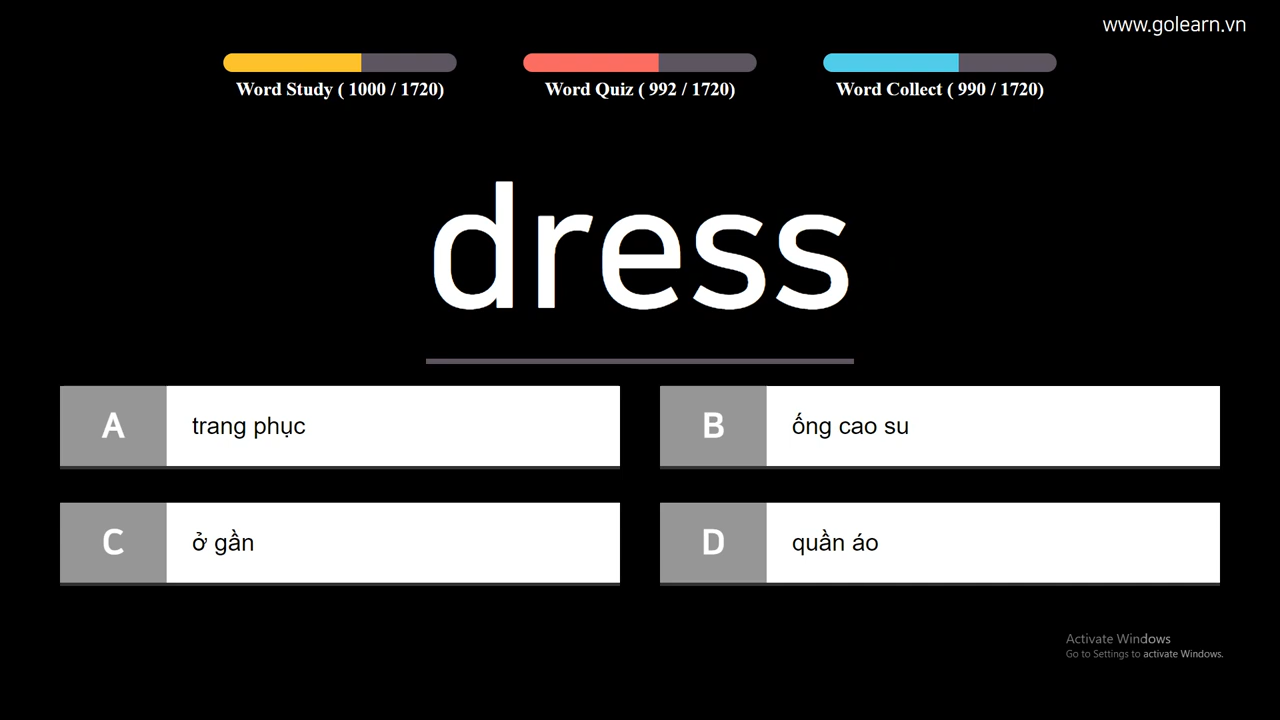 www.golearn.vn
Word Study ( 1000 / 1720)
Word Quiz ( 992 / 1720)
Word Collect ( 990 / 1720)
dress
A trang phục
B ống cao su
C ở gần
D quần áo
Activate Windows
Go to Settings to activate Windows.